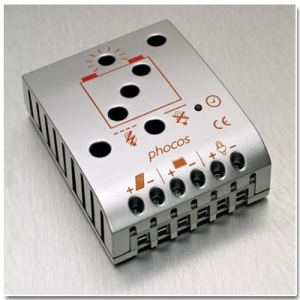 phocos
CE
+ - + - + -